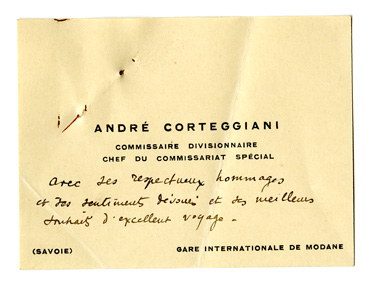 ANDRÉ CORTEGGIANI
COMMISSAIRE DIVISIONNAIRE
CHEF DU COMMISSARIAT SPÉCIAL
avec ses respectueux hommages
et des sentiments dévoués et ses meilleurs
souhaits d'excellent voyage -
(SAVOIE) GARE INTERNATIONALE DE MODANE